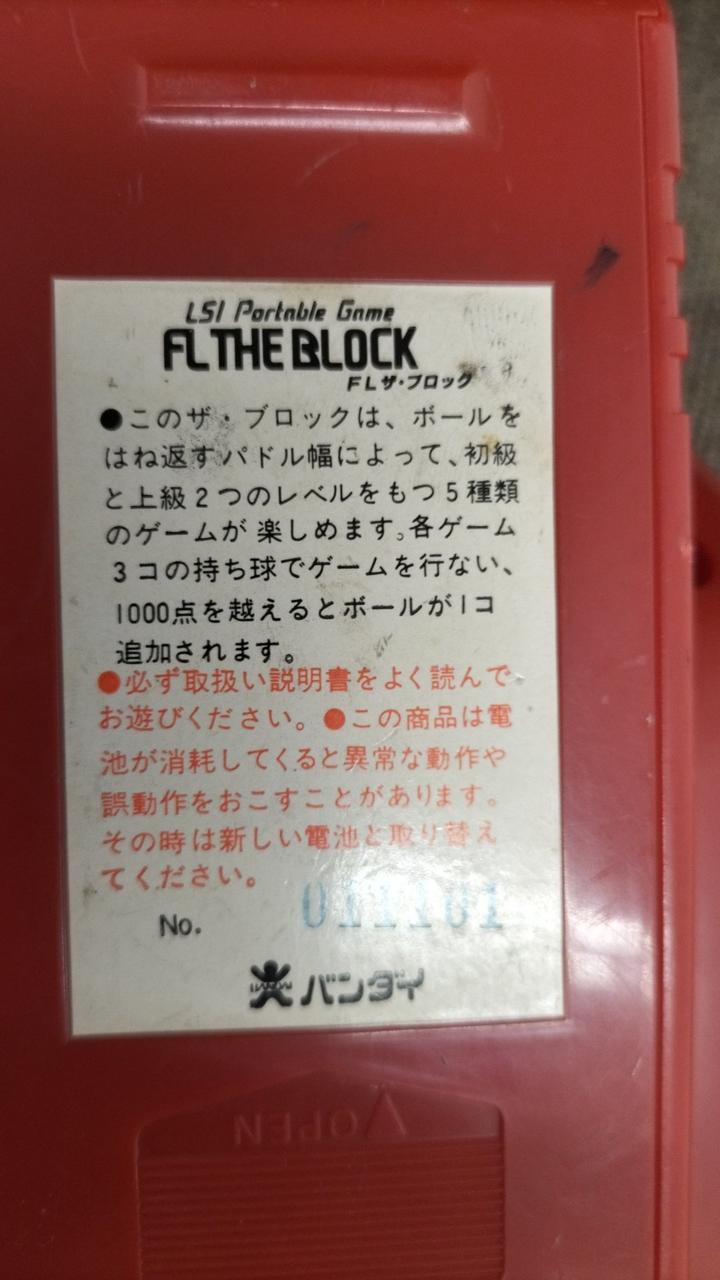 LSI Portable Game
FL THE BLOCK
FLザ・ブロック
●このザ・ブロックは、ボールを
はね返すパドル幅によって、初級
と上級2つのレベルをもつ5種類
のゲームが楽しめます。各ゲーム
3コの持ち球でゲームを行ない、
1000点を越えるとボールが1コ
追加されます。
●必ず取扱い説明書をよく読んで
お遊びください。●この商品は電
池が消耗してくると異常な動作や
誤動作をおこすことがあります。
その時は新しい電池と取り替え
てください。
No.
バンダイ
OPEN